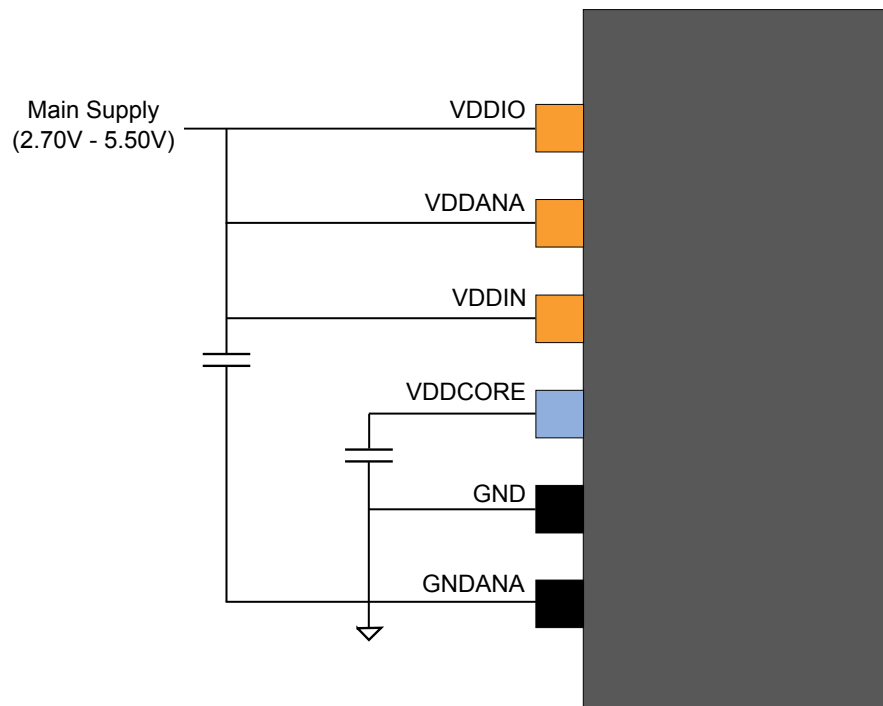 Main Supply
(2.70V - 5.50V)
VDDIO
VDDANA
VDDIN
VDDCORE
GND
GNDANA